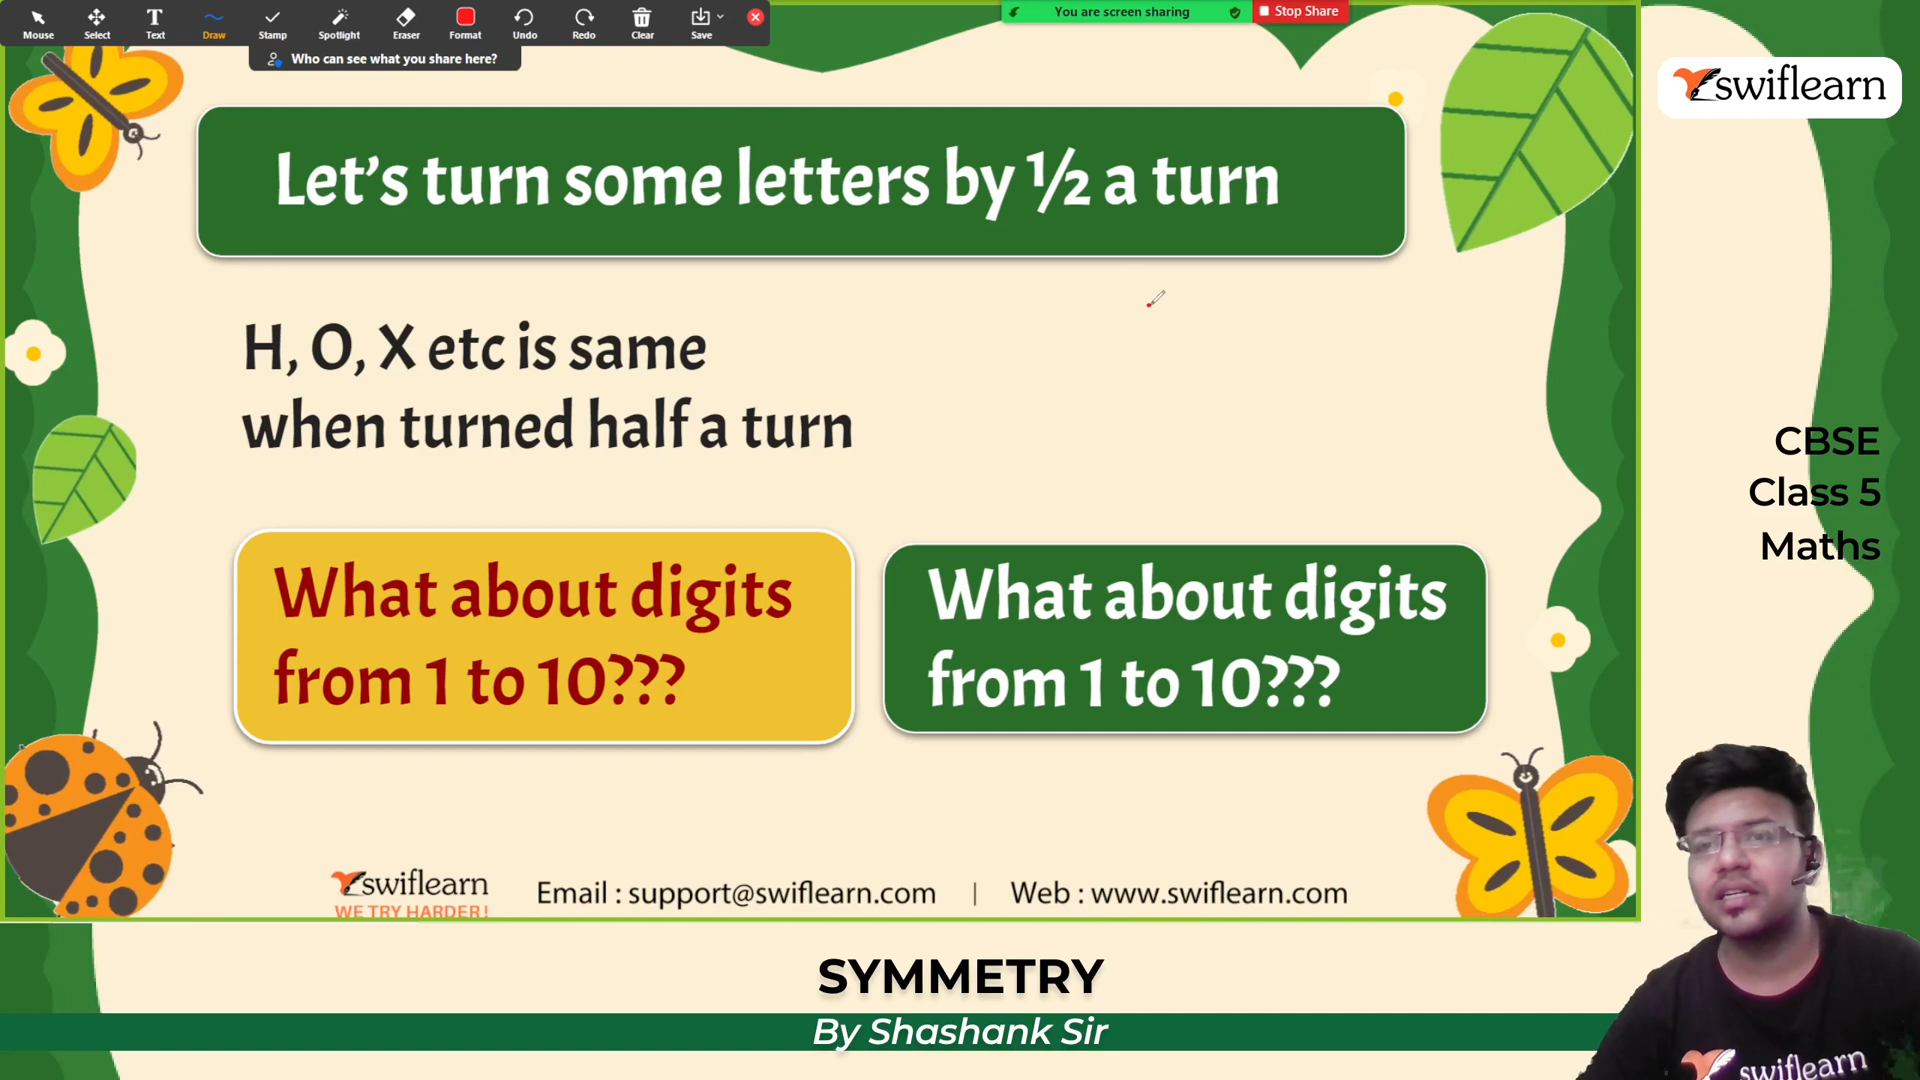 Mouse
Select
Text
Draw
Stamp
Spotlight
Eraser
Format
Undo
Redo
Clear
Save
You are screen sharing
Stop Share
Who can see what you share here?
swiflearn
Let's turn some letters by ½ a turn
H, O, X etc is same
when turned half a turn
CBSE
Class 5
Maths
What about digits
from 1 to 10???
What about digits
from 1 to 10???
swiflearn
WE TRY HARDER!
Email : support@swiflearn.com | Web : www.swiflearn.com
SYMMETRY
By Shashank Sir
swiflearn